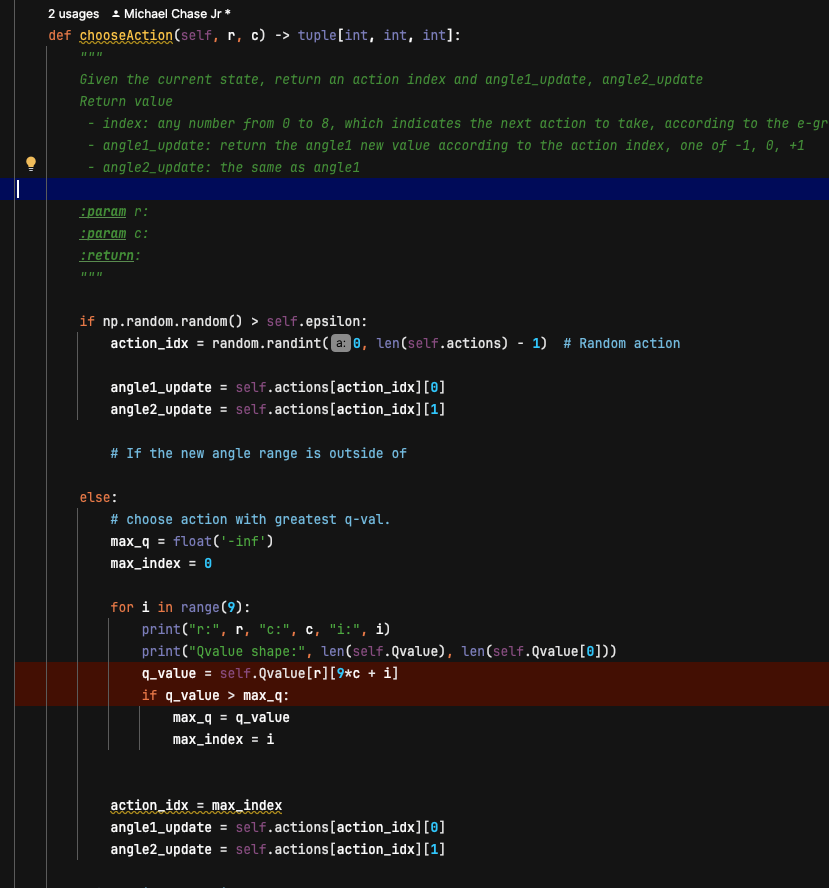 2 usages Michael Chase Jr *
def chooseAction(self, r, c) -> tuple[int, int, int]:
"""
Given the current state, return an action index and angle1_update, angle2_update
Return value
- index: any number from 0 to 8, which indicates the next action to take, according to the e-gr
- angle1_update: return the angle1 new value according to the action index, one of -1, 0, +1
- angle2_update: the same as angle1
:param r:
:param c:
:return:
"""
if np.random.random() > self.epsilon:
action_idx = random.randint(a: 0, len(self.actions) - 1)  # Random action
angle1_update = self.actions[action_idx][0]
angle2_update = self.actions[action_idx][1]
# If the new angle range is outside of
else:
# choose action with greatest q-val.
max_q = float('-inf')
max_index = 0
for i in range(9):
print("r:", r, "c:", c, "i:", i)
print("Qvalue shape:", len(self.Qvalue), len(self.Qvalue[0]))
q_value = self.Qvalue[r][9*c + i]
if q_value > max_q:
max_q = q_value
max_index = i
action_idx = max_index
angle1_update = self.actions[action_idx][0]
angle2_update = self.actions[action_idx][1]